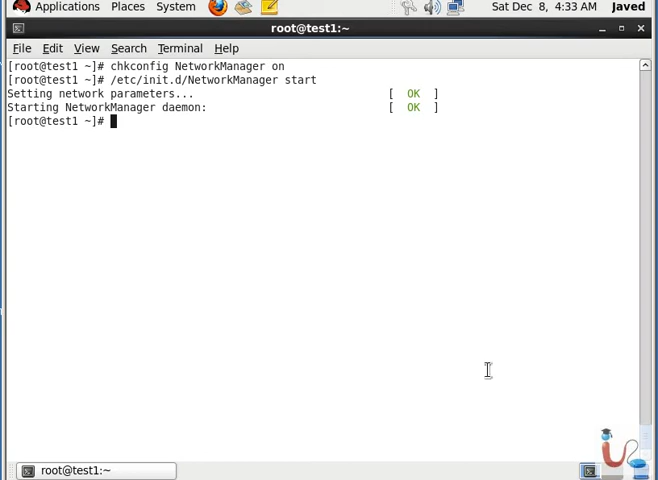 Applications Places System Sat Dec 8, 4:33 AM Javed
root@test1:~
File Edit View Search Terminal Help
[root@test1 ~]# chkconfig NetworkManager on
[root@test1 ~]# /etc/init.d/NetworkManager start
Setting network parameters... [ OK ]
Starting NetworkManager daemon: [ OK ]
[root@test1 ~]#
root@test1:~